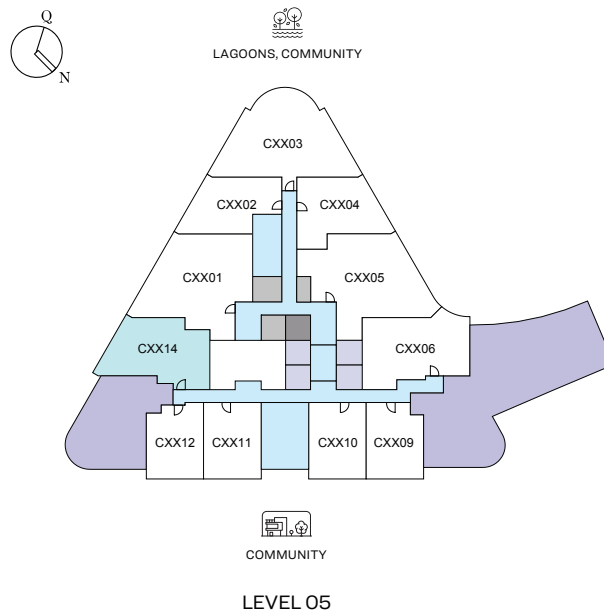 Q
N
LAGOONS, COMMUNITY
CXX03
CXX02
CXX04
CXX01
CXX05
CXX14
CXX06
CXX12
CXX11
CXX10
CXX09
COMMUNITY
LEVEL 05